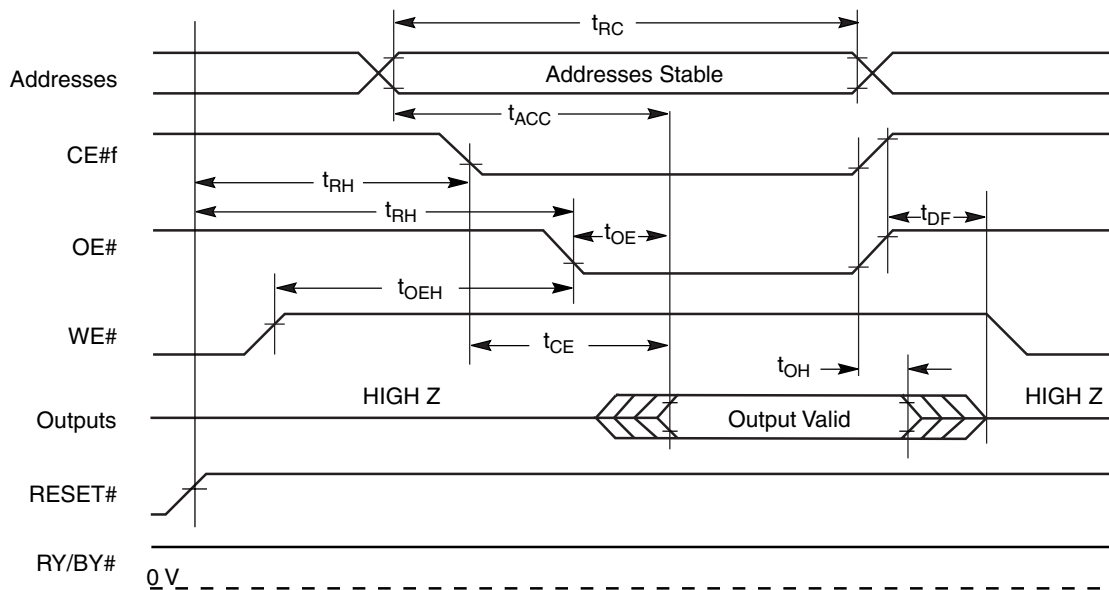 tRC
Addresses
Addresses Stable
tACC
CE#f
tRH
tRH
tDF
OE#
tOE
tOEH
WE#
tCE
tOH
HIGH Z
HIGH Z
Outputs
Output Valid
RESET#
RY/BY#
0 V